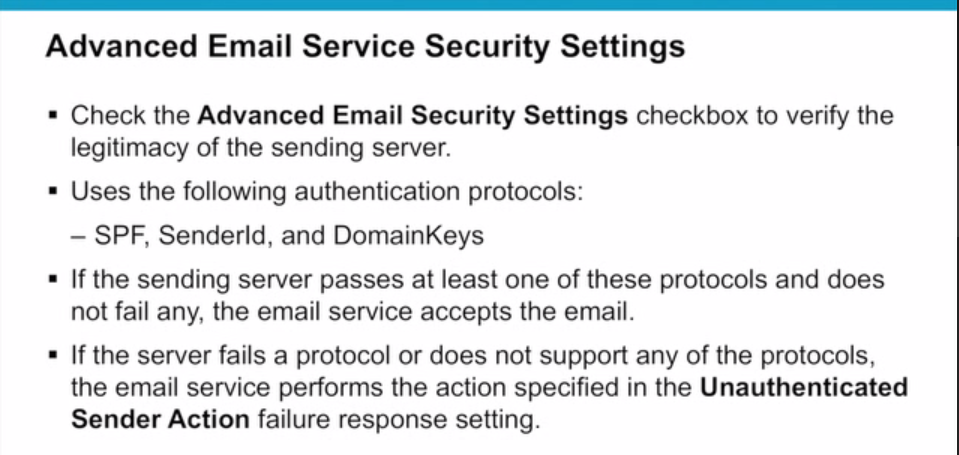 Advanced Email Service Security Settings
▪ Check the Advanced Email Security Settings checkbox to verify the
legitimacy of the sending server.
▪ Uses the following authentication protocols:
– SPF, SenderId, and DomainKeys
▪ If the sending server passes at least one of these protocols and does
not fail any, the email service accepts the email.
▪ If the server fails a protocol or does not support any of the protocols,
the email service performs the action specified in the Unauthenticated
Sender Action failure response setting.